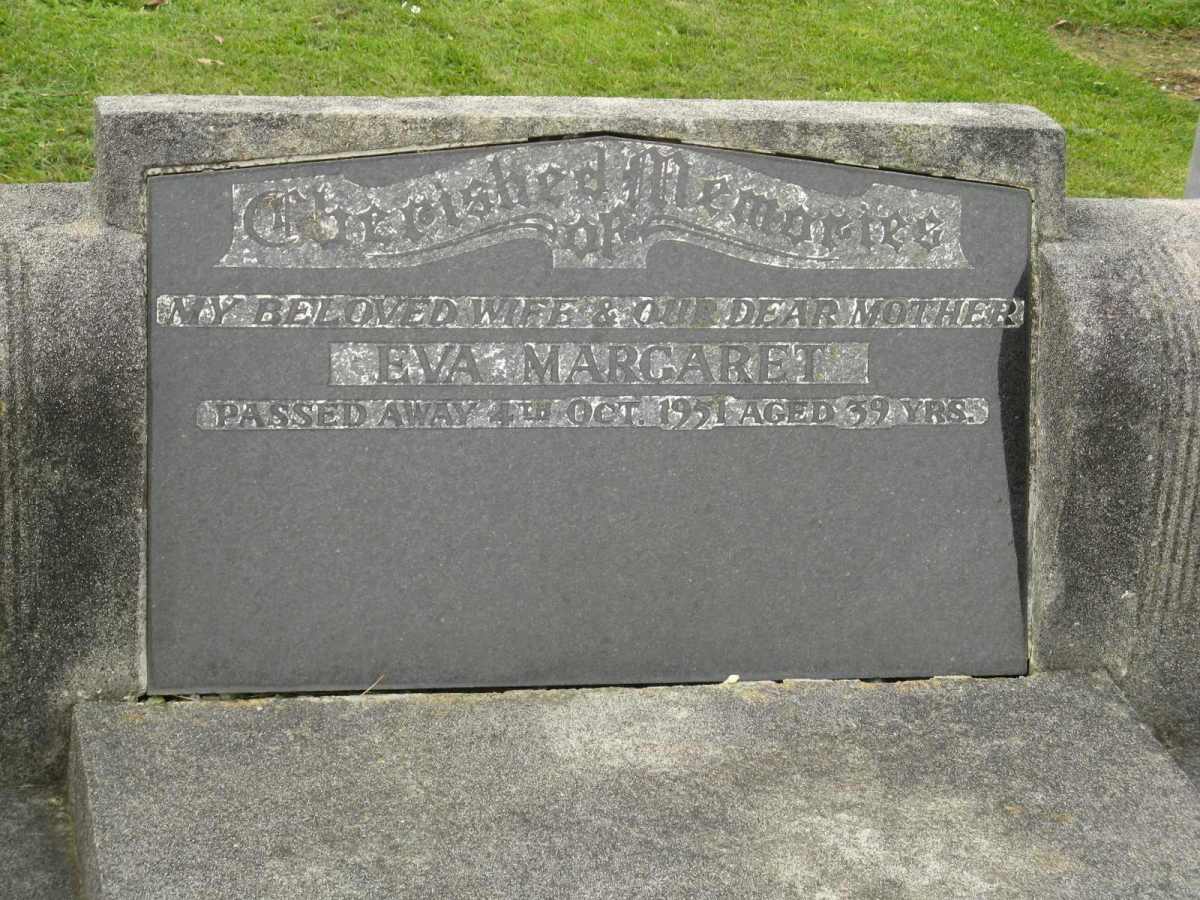 Cherished Memories
of
MY BELOVED WIFE & OUR DEAR MOTHER
EVA MARGARET
PASSED AWAY 4TH OCT. 1951 AGED 39 YRS.